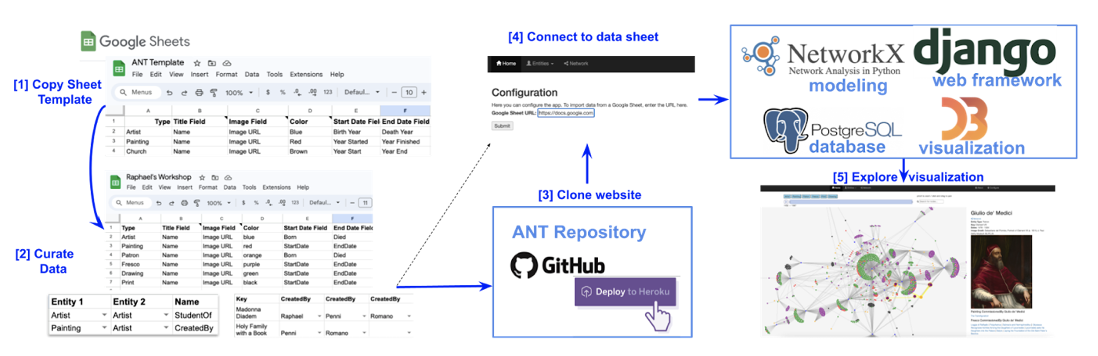 Google Sheets
[1] Copy Sheet
Template
ANT Template
File Edit View Insert Format Data Tools Extensions Help
Menus 100% $ % .0 .00 123 Defaul... 10
A B C D E F
1 Type Title Field Image Field Color Start Date Fiel End Date Field
2 Artist Name Image URL Blue Birth Year Death Year
3 Painting Name Image URL Red Year Started Year Finished
4 Church Name Image URL Brown Year Start Year End
Raphael's Workshop
File Edit View Insert Format Data Tools Extensions Help
Menus 100% $ % .0 .00 123 Defaul... 11
A B C D E F
1 Type Title Field Image Field Color Start Date Field End Date Field
2 Artist Name Image URL blue Born Died
3 Painting Name Image URL red StartDate EndDate
4 Patron Name Image URL orange Born Died
5 Fresco Name Image URL purple StartDate EndDate
6 Drawing Name Image URL green StartDate EndDate
7 Print Name Image URL black StartDate EndDate
[2] Curate
Data
Entity 1 Entity 2 Name
Artist Artist StudentOf
Painting Artist CreatedBy
Key CreatedBy CreatedBy CreatedBy
Madonna
Diadem Raphael Penni Romano
Holy Family
with a Book Penni Romano
[3] Clone website
ANT Repository
GitHub
Deploy to Heroku
[4] Connect to data sheet
Home Entities Network
Configuration
Here you can configure the app. To import data from a Google Sheet, enter the URL here.
Google Sheet URL: https://docs.google.com
Submit
NetworkX
Network Analysis in Python
modeling
django
web framework
PostgreSQL
database
D3
visualization
[5] Explore visualization
Giulio de' Medici